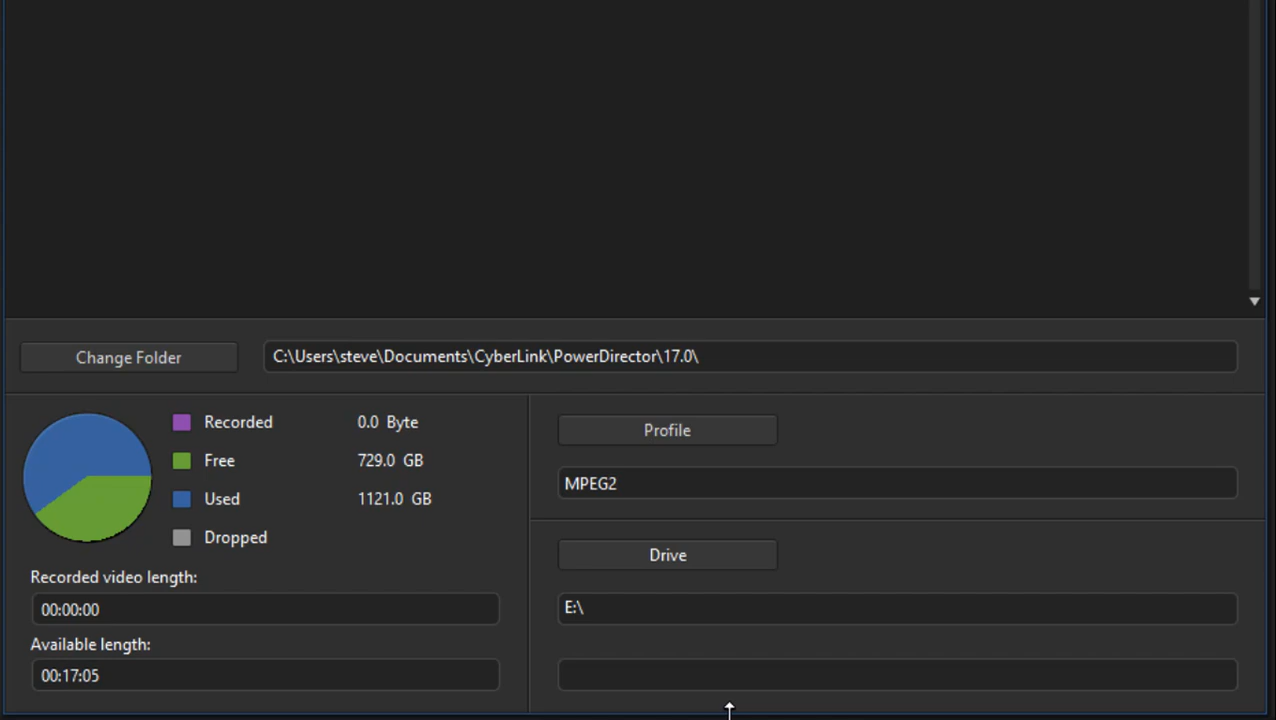 Change Folder
C:\Users\steve\Documents\CyberLink\PowerDirector\17.0\
Recorded 0.0 Byte
Free 729.0 GB
Used 1121.0 GB
Dropped
Recorded video length:
00:00:00
Available length:
00:17:05
Profile
MPEG2
Drive
E:\